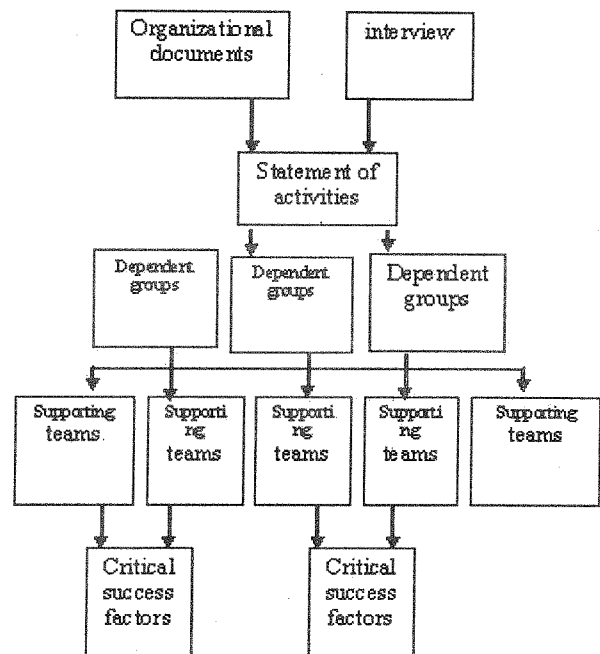 Organizational
documents
interview
Statement of
activities
Dependent
groups
Dependent
groups
Dependent
groups
Supporting
teams.
Supporti
ng
teams
Supporti
ng
teams
Supporti
ng
teams
Supporting
teams
Critical
success
factors
Critical
success
factors